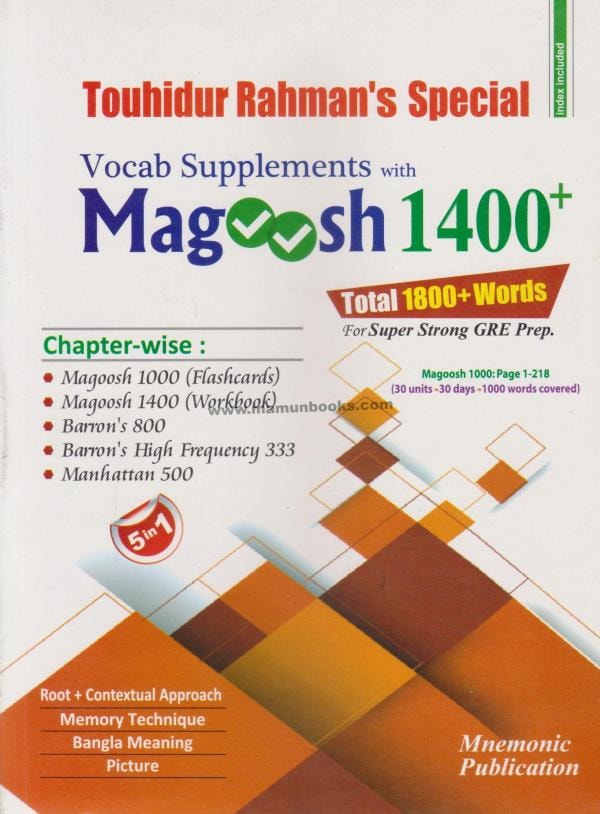 index included
Touhidur Rahman's Special
Vocab Supplements with
Magoosh 1400+
Total 1800+ Words
For Super Strong GRE Prep.
Chapter-wise :
Magoosh 1000: Page 1-218
(30 units→30 days→1000 words covered)
• Magoosh 1000 (Flashcards)
• Magoosh 1400 (Workbook)
www.mamunbooks.com
• Barron's 800
• Barron's High Frequency 333
• Manhattan 500
5 in 1
Root + Contextual Approach
Memory Technique
Bangla Meaning
Picture
Mnemonic
Publication